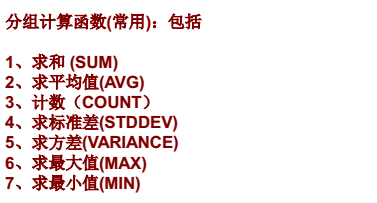 分组计算函数(常用)：包括
1、求和 (SUM)
2、求平均值(AVG)
3、计数（COUNT）
4、求标准差(STDDEV)
5、求方差(VARIANCE)
6、求最大值(MAX)
7、求最小值(MIN)